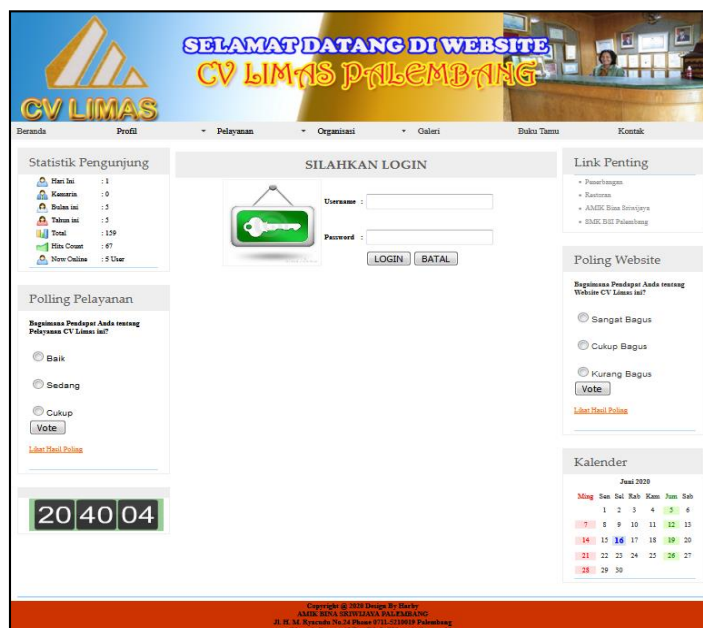 SELAMAT DATANG DI WEBSITE
CV LIMAS PALEMBANG
CV LIMAS
Beranda Profil Pelayanan Organisasi Galeri Buku Tamu Kontak
Statistik Pengunjung
Hari Ini : 1
Kemarin : 0
Bulan ini : 5
Tahun ini : 5
Total : 159
Hits Count : 67
Now Online : 5 User
Polling Pelayanan
Bagaimana Pendapat Anda tentang
Pelayanan CV Limas ini?
Baik
Sedang
Cukup
Vote
Lihat Hasil Poling
20 40 04
SILAHKAN LOGIN
Username :
Password :
LOGIN BATAL
Link Penting
Penerbangan
Restoran
AMIK Bina Sriwijaya
SMK BSI Palembang
Poling Website
Bagaimana Pendapat Anda tentang
Website CV Limas ini?
Sangat Bagus
Cukup Bagus
Kurang Bagus
Vote
Lihat Hasil Poling
Kalender
Juni 2020
Ming Sen Sel Rab Kam Jum Sab
1 2 3 4 5 6
7 8 9 10 11 12 13
14 15 16 17 18 19 20
21 22 23 24 25 26 27
28 29 30
Copyright @ 2020 Design By Harby
AMIK BINA SRIWIJAYA PALEMBANG
Jl. H. M. Ryacudu No.24 Phone 0711-5210019 Palembang